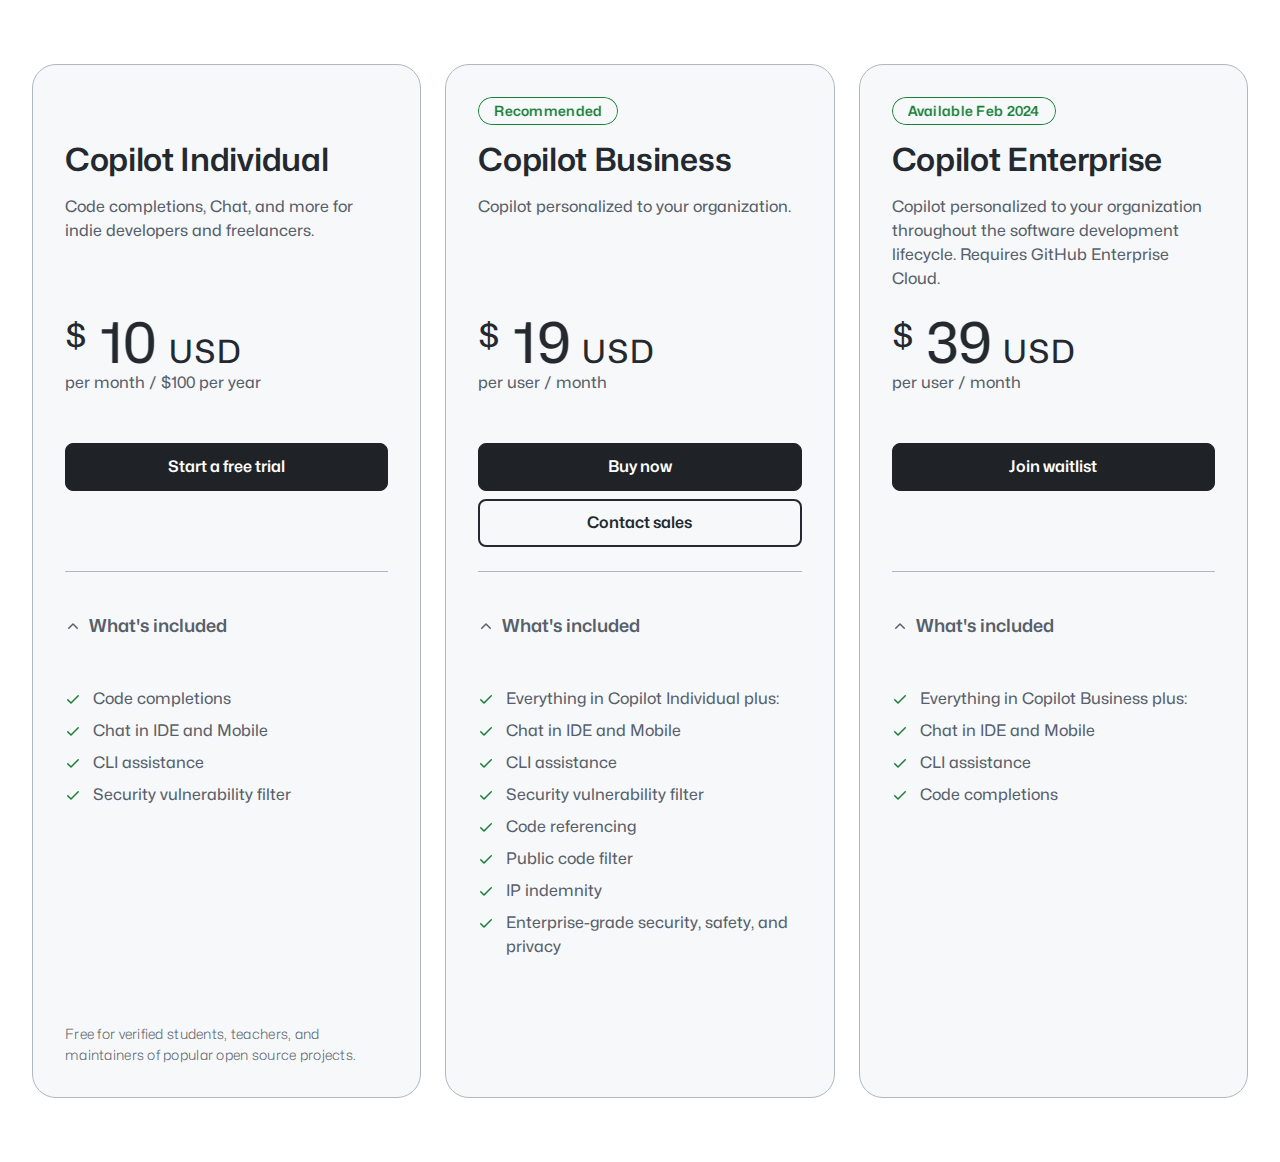 Copilot Individual
Code completions, Chat, and more for
indie developers and freelancers.
$ 10 USD
per month / $100 per year
Start a free trial
What's included
Code completions
Chat in IDE and Mobile
CLI assistance
Security vulnerability filter
Free for verified students, teachers, and
maintainers of popular open source projects.
Recommended
Copilot Business
Copilot personalized to your organization.
$ 19 USD
per user / month
Buy now
Contact sales
What's included
Everything in Copilot Individual plus:
Chat in IDE and Mobile
CLI assistance
Security vulnerability filter
Code referencing
Public code filter
IP indemnity
Enterprise-grade security, safety, and
privacy
Available Feb 2024
Copilot Enterprise
Copilot personalized to your organization
throughout the software development
lifecycle. Requires GitHub Enterprise
Cloud.
$ 39 USD
per user / month
Join waitlist
What's included
Everything in Copilot Business plus:
Chat in IDE and Mobile
CLI assistance
Code completions